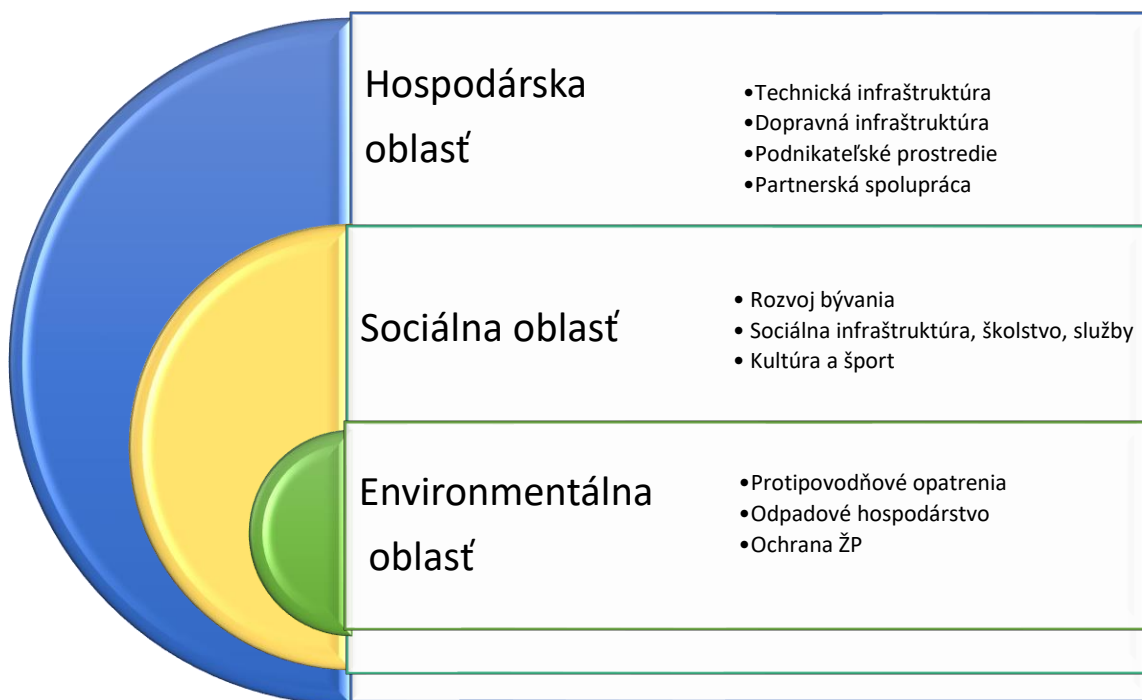 Hospodárska
oblasť
•Technická infraštruktúra
•Dopravná infraštruktúra
•Podnikateľské prostredie
•Partnerská spolupráca
Sociálna oblasť
• Rozvoj bývania
• Sociálna infraštruktúra, školstvo, služby
• Kultúra a šport
Environmentálna
oblasť
•Protipovodňové opatrenia
•Odpadové hospodárstvo
•Ochrana ŽP